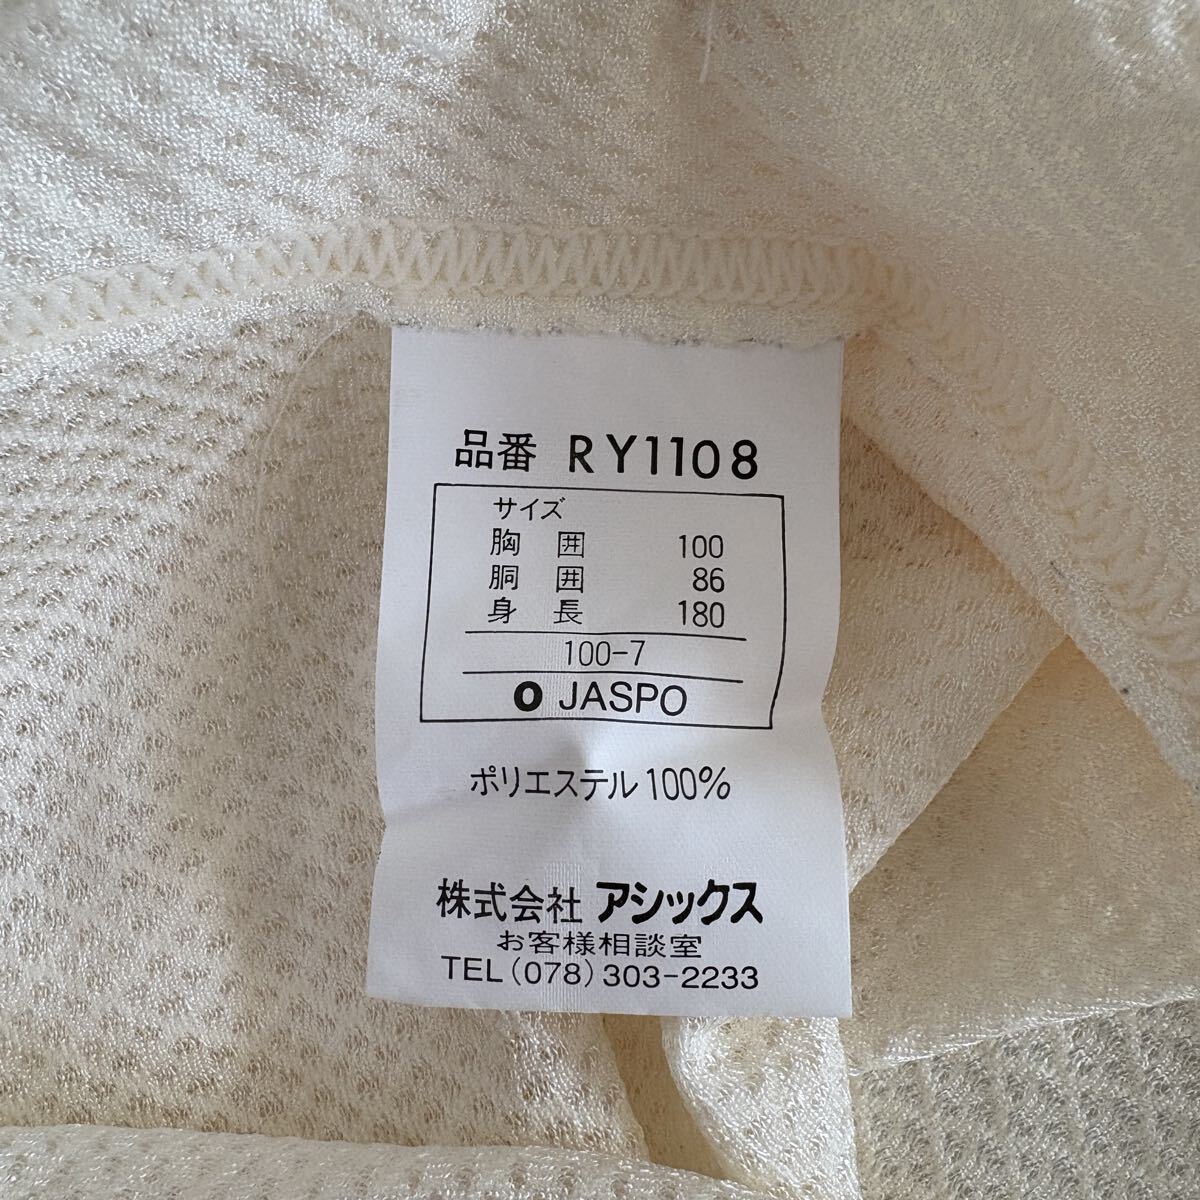 品番 RY1108
サイズ
胸囲 100
胴囲 86
身長 180
100-7
O JASPO
ポリエステル100%
株式会社 アシックス
お客様相談室
TEL(078)303-2233